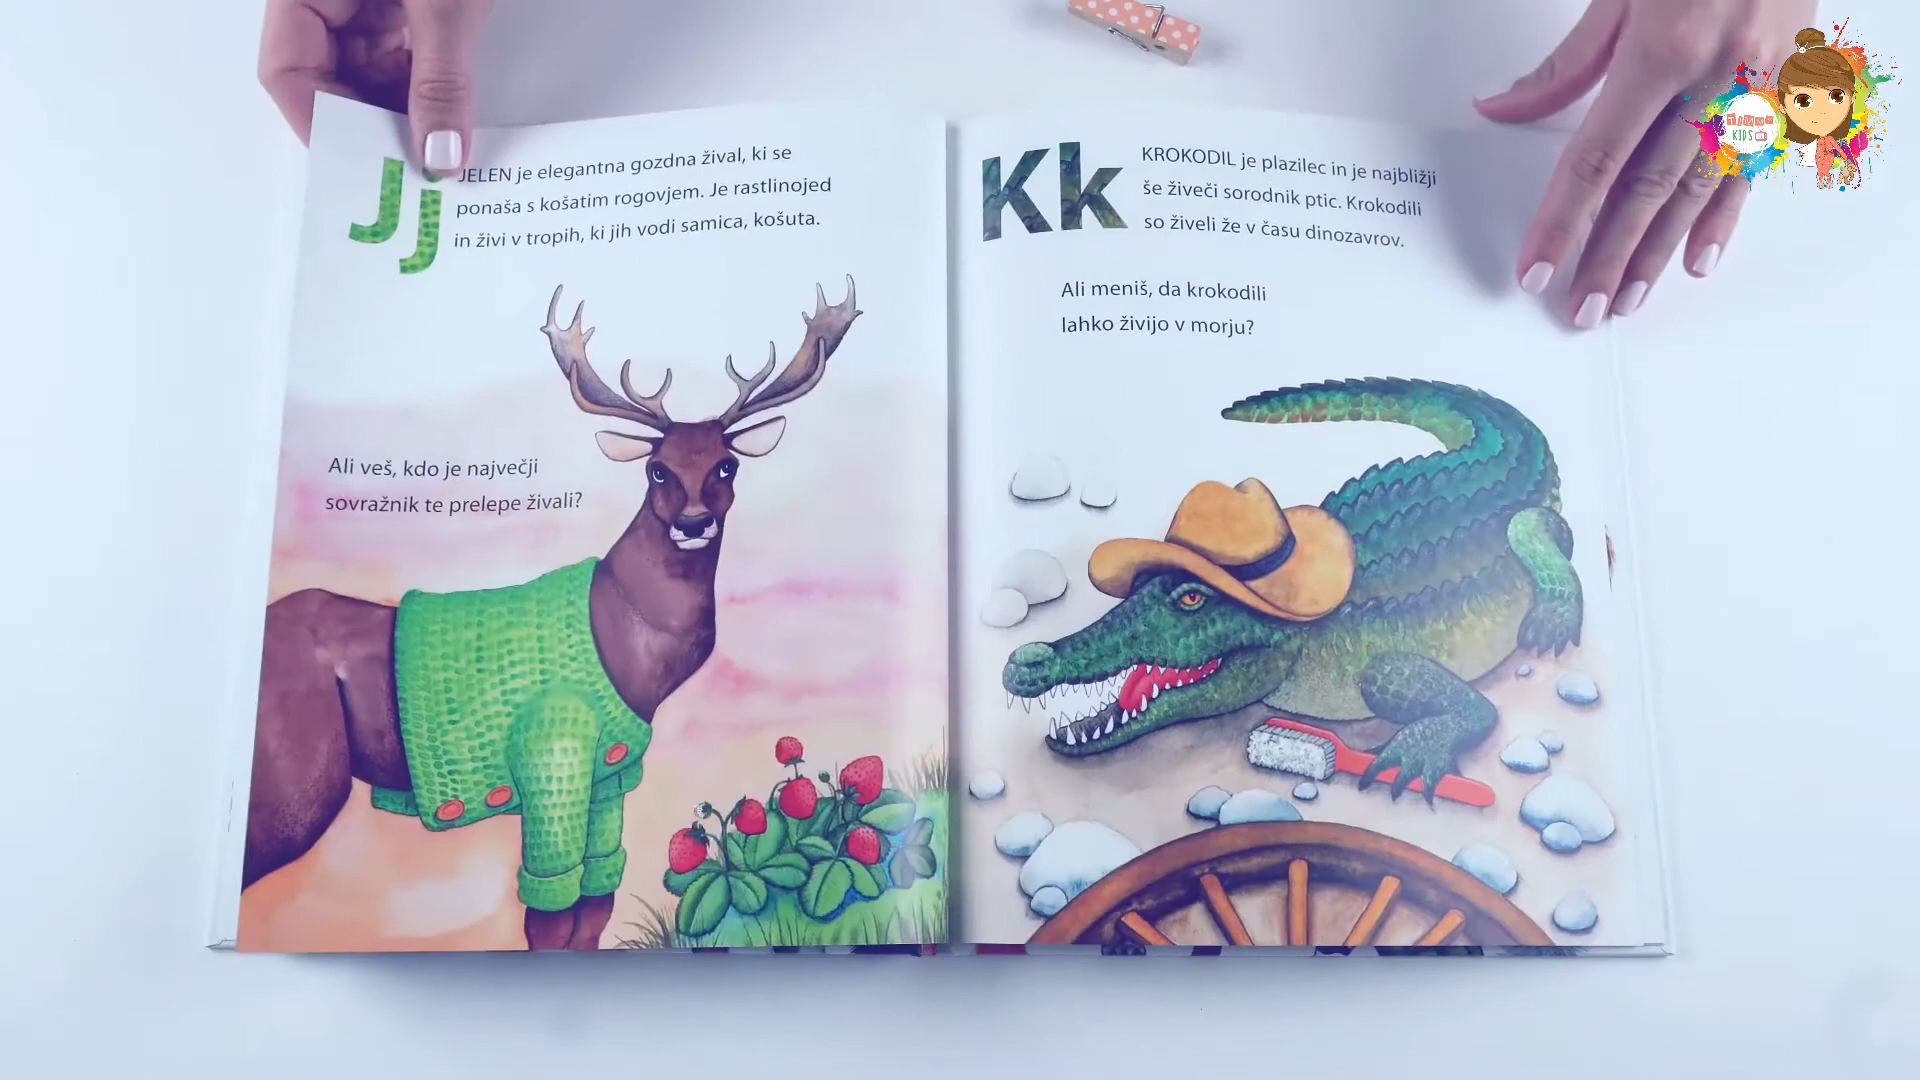 Jj
JELEN je elegantna gozdna žival, ki se
ponaša s košatim rogovjem. Je rastlinojed
in živi v tropih, ki jih vodi samica, košuta.
Ali veš, kdo je največji
sovražnik te prelepe živali?
Kk
KROKODIL je plazilec in je najbližji
še živeči sorodnik ptic. Krokodili
so živeli že v času dinozavrov.
Ali meniš, da krokodili
lahko živijo v morju?
KIDS